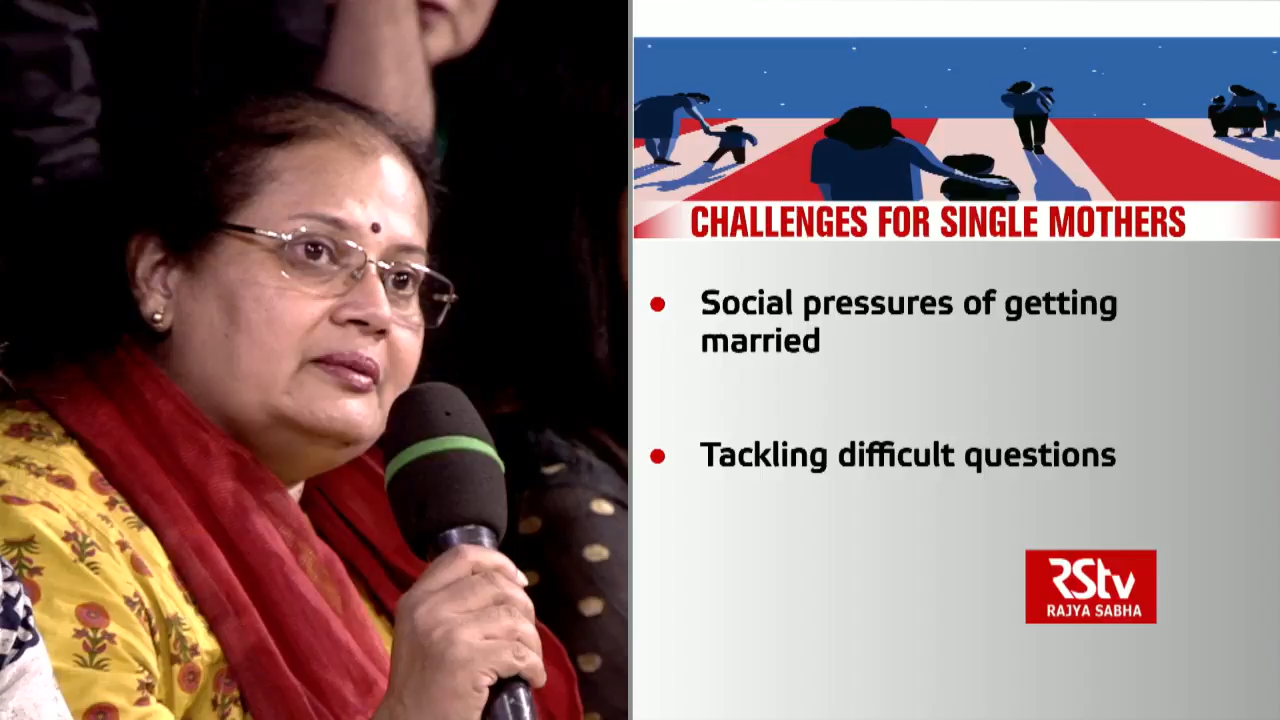 CHALLENGES FOR SINGLE MOTHERS
Social pressures of getting
married
Tackling difficult questions
RStv
RAJYA SABHA